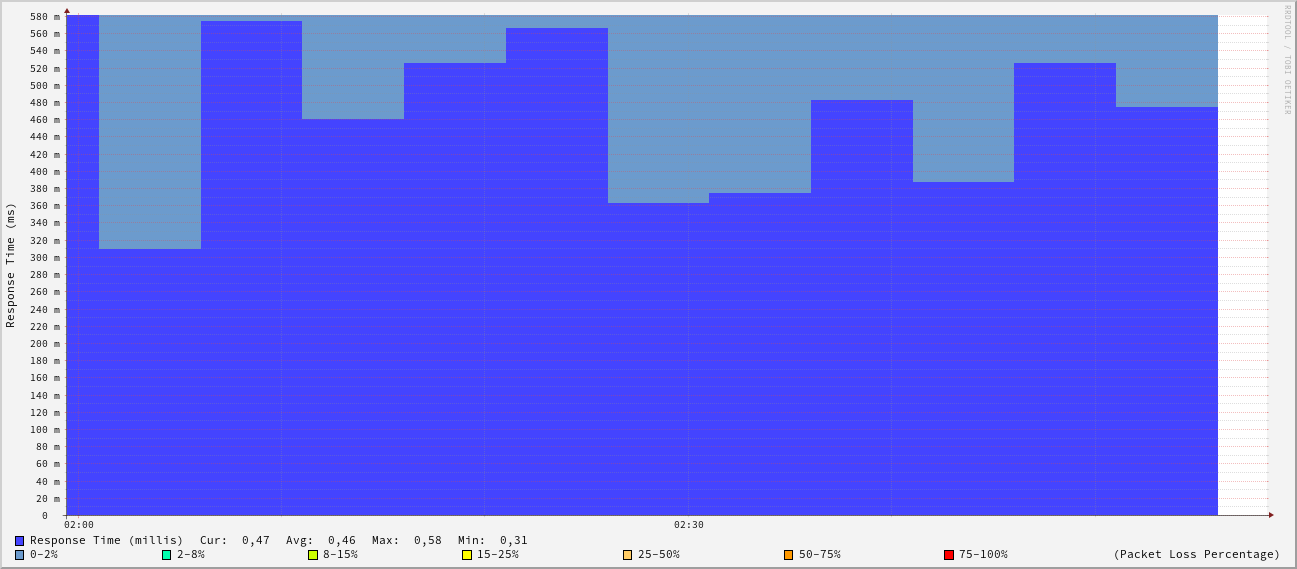 RRDTOOL / TOBI OETIKER
Response Time (ms)
580 m
560 m
540 m
520 m
500 m
480 m
460 m
440 m
420 m
400 m
380 m
360 m
340 m
320 m
300 m
280 m
260 m
240 m
220 m
200 m
180 m
160 m
140 m
120 m
100 m
80 m
60 m
40 m
20 m
0
02:00 02:30
Response Time (millis) Cur: 0,47 Avg: 0,46 Max: 0,58 Min: 0,31
0-2% 2-8% 8-15% 15-25% 25-50% 50-75% 75-100% (Packet Loss Percentage)